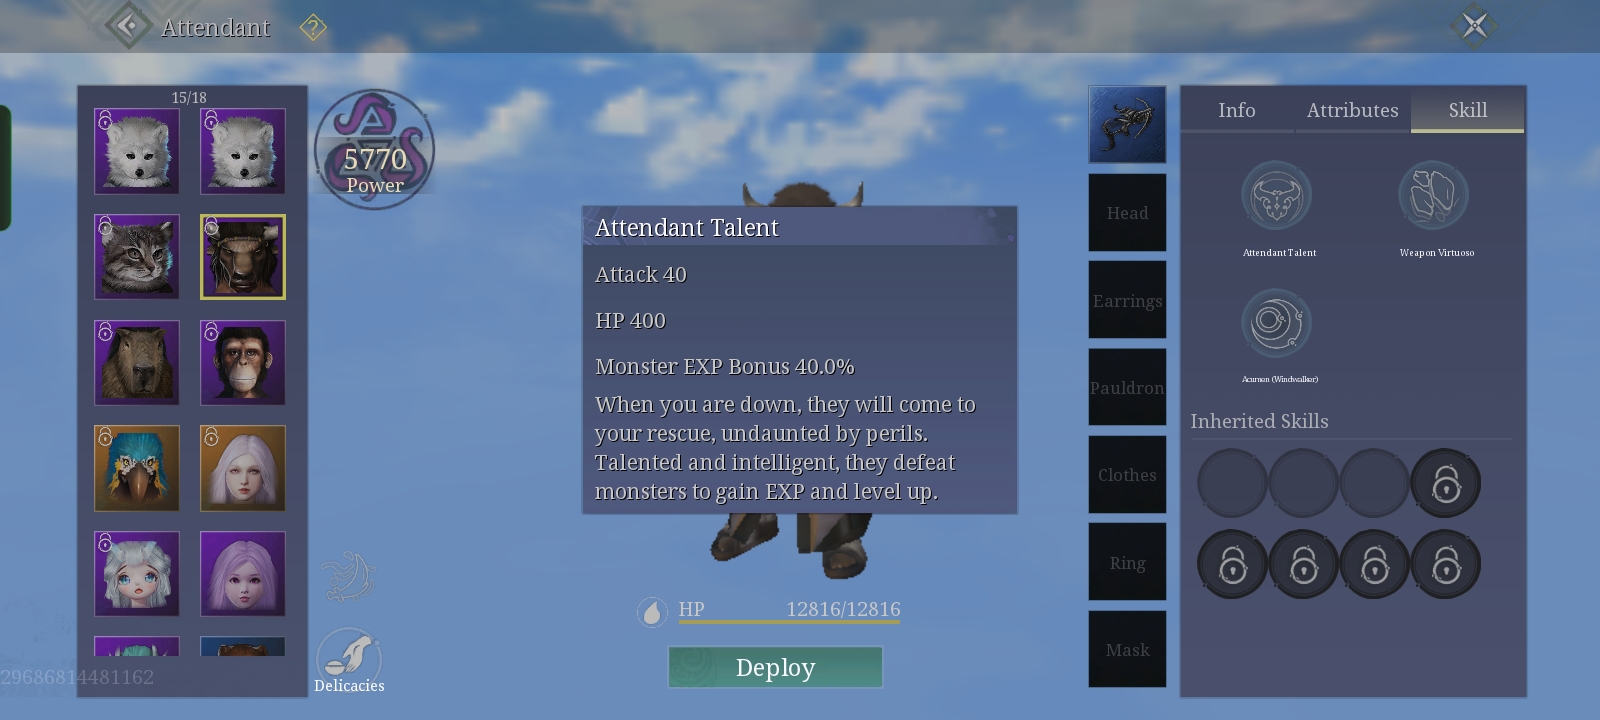 Attendant
?
15/18
5770
Power
Attendant Talent
Attack 40
HP 400
Monster EXP Bonus 40.0%
When you are down, they will come to
your rescue, undaunted by perils.
Talented and intelligent, they defeat
monsters to gain EXP and level up.
HP 12816/12816
Deploy
Delicacies
29686814481162
Head
Earrings
Pauldron
Clothes
Ring
Mask
Info Attributes Skill
Attendant Talent
Weapon Virtuoso
Acumen (Windwalker)
Inherited Skills